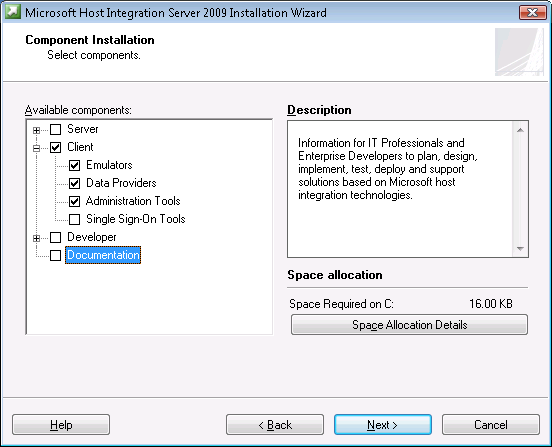 Microsoft Host Integration Server 2009 Installation Wizard
Component Installation
Select components.
Available components:
Server
Client
Emulators
Data Providers
Administration Tools
Single Sign-On Tools
Developer
Documentation
Description
Information for IT Professionals and
Enterprise Developers to plan, design,
implement, test, deploy and support
solutions based on Microsoft host
integration technologies.
Space allocation
Space Required on C: 16.00 KB
Space Allocation Details
Help
< Back
Next >
Cancel